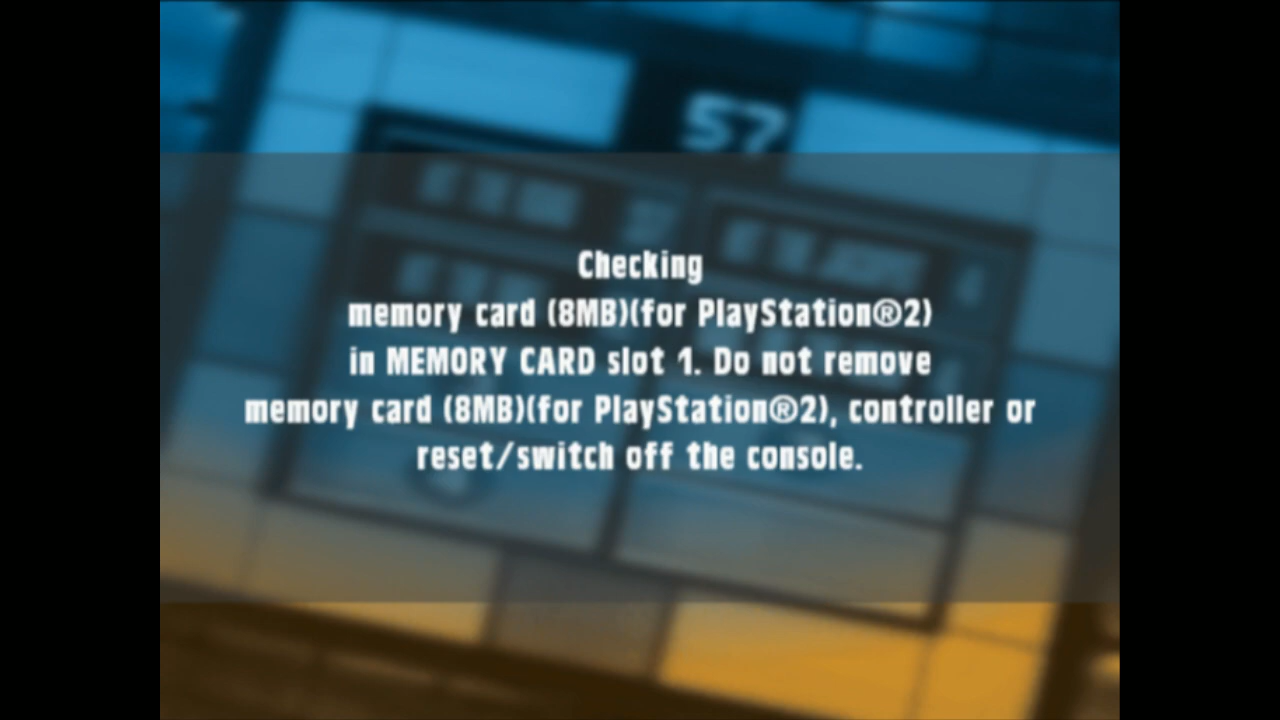 57
Checking
memory card (8MB)(for PlayStation®2)
in MEMORY CARD slot 1. Do not remove
memory card (8MB)(for PlayStation®2), controller or
reset/switch off the console.